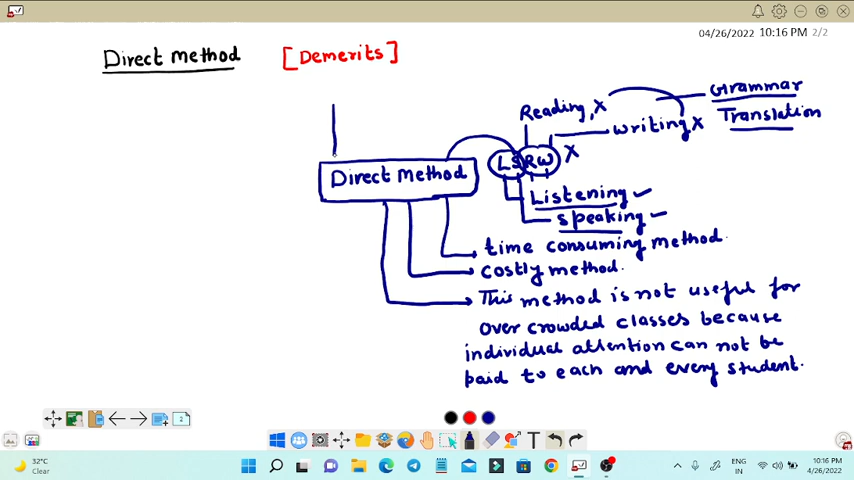 04/26/2022 10:16 PM 2/2
Direct Method [Demerits]
Grammar
Translation
Reading, x
writing x
LSRW x
Direct Method
Listening ✓
speaking ✓
time consuming method.
costly method.
This method is not useful for
over crowded classes because
individual attention can not be
paid to each and every student.
2
T
32°C
Clear
ENG
IN
10:16 PM
4/26/2022